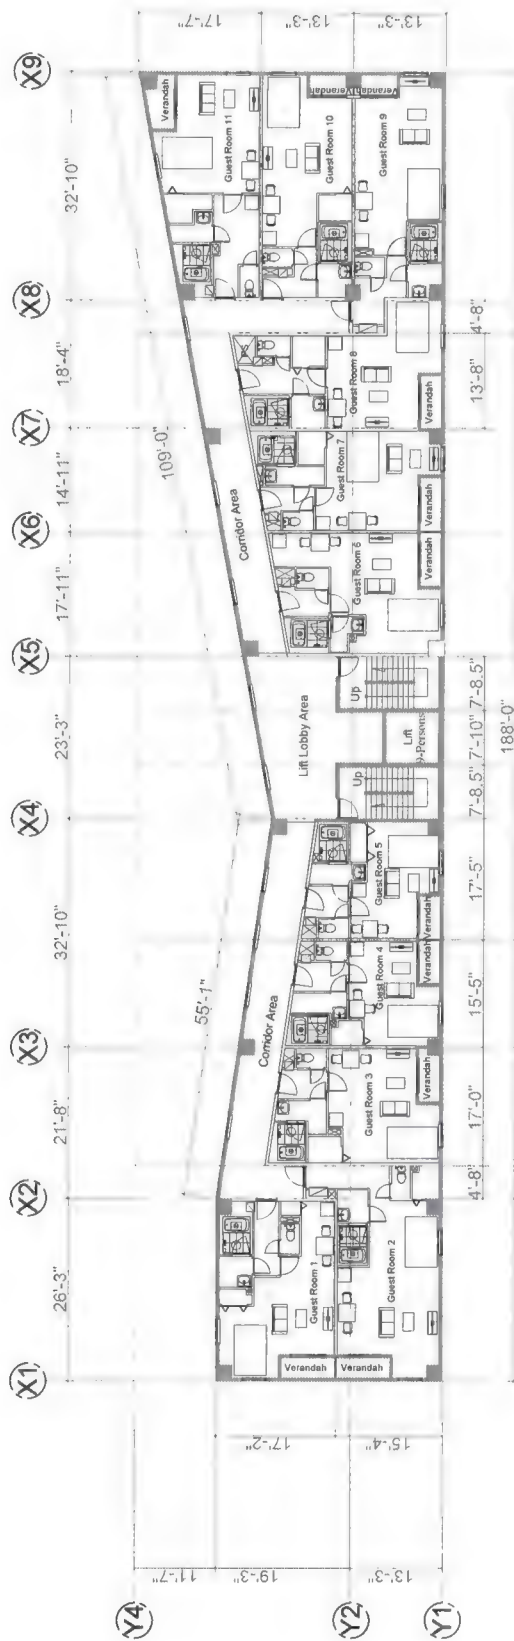 X1
X2
X3
X4
X5
X6
X7
X8
X9
26'-3"
21'-8"
32'-10"
23'-3"
17'-11"
14'-11"
18'-4"
32'-10"
55'-1"
109'-0"
Y4
Y2
Y1
11'-7"
19'-3"
13'-3"
17'-2"
15'-4"
17'-7"
13'-3"
13'-3"
Corridor Area
Corridor Area
Lift Lobby Area
Up
Up
Lift
9-Persons
Guest Room 1
Guest Room 2
Guest Room 3
Guest Room 4
Guest Room 5
Guest Room 6
Guest Room 7
Guest Room 8
Guest Room 9
Guest Room 10
Guest Room 11
Verandah
Verandah
Verandah
Verandah
Verandah
Verandah
Verandah
Verandah
Verandah
Verandah
Verandah
4'-8"
17'-0"
15'-5"
17'-5"
7'-8.5"
7'-10"
7'-8.5"
13'-8"
4'-8"
188'-0"